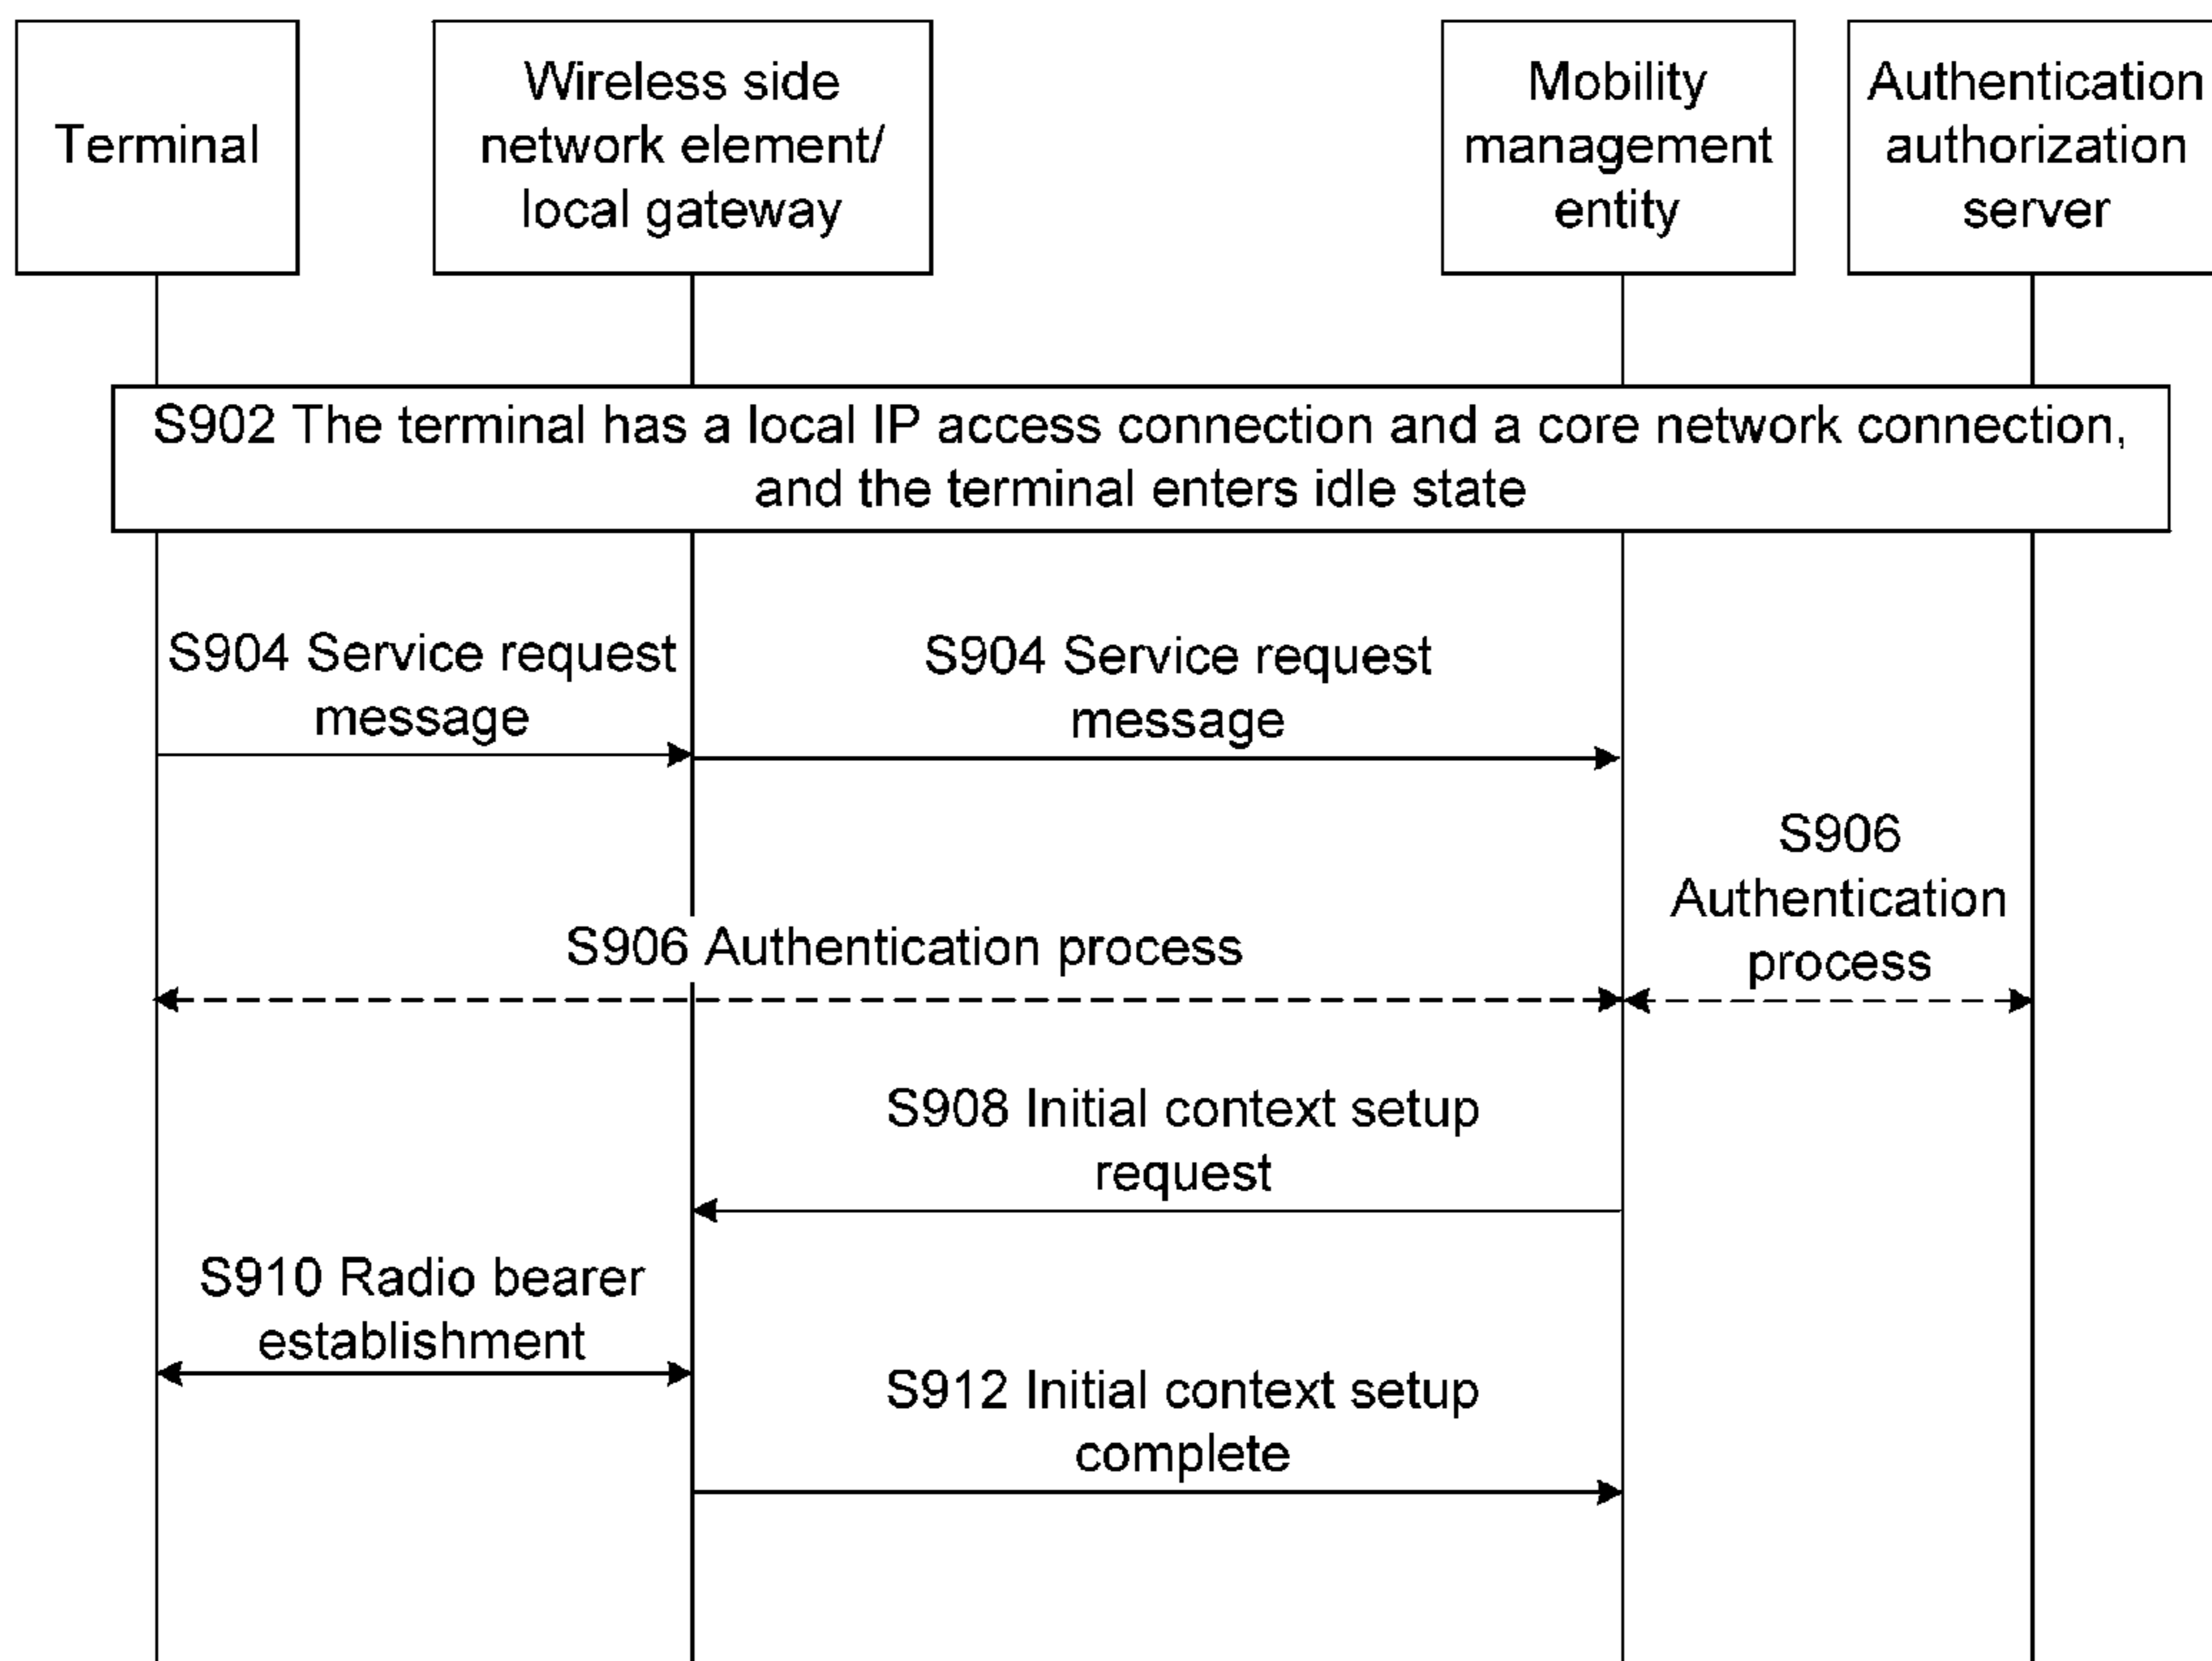 Terminal
Wireless side
network element/
local gateway
Mobility
management
entity
Authentication
authorization
server
S902 The terminal has a local IP access connection and a core network connection,
and the terminal enters idle state
S904 Service request
message
S904 Service request
message
S906
Authentication
process
S906 Authentication process
S908 Initial context setup
request
S910 Radio bearer
establishment
S912 Initial context setup
complete